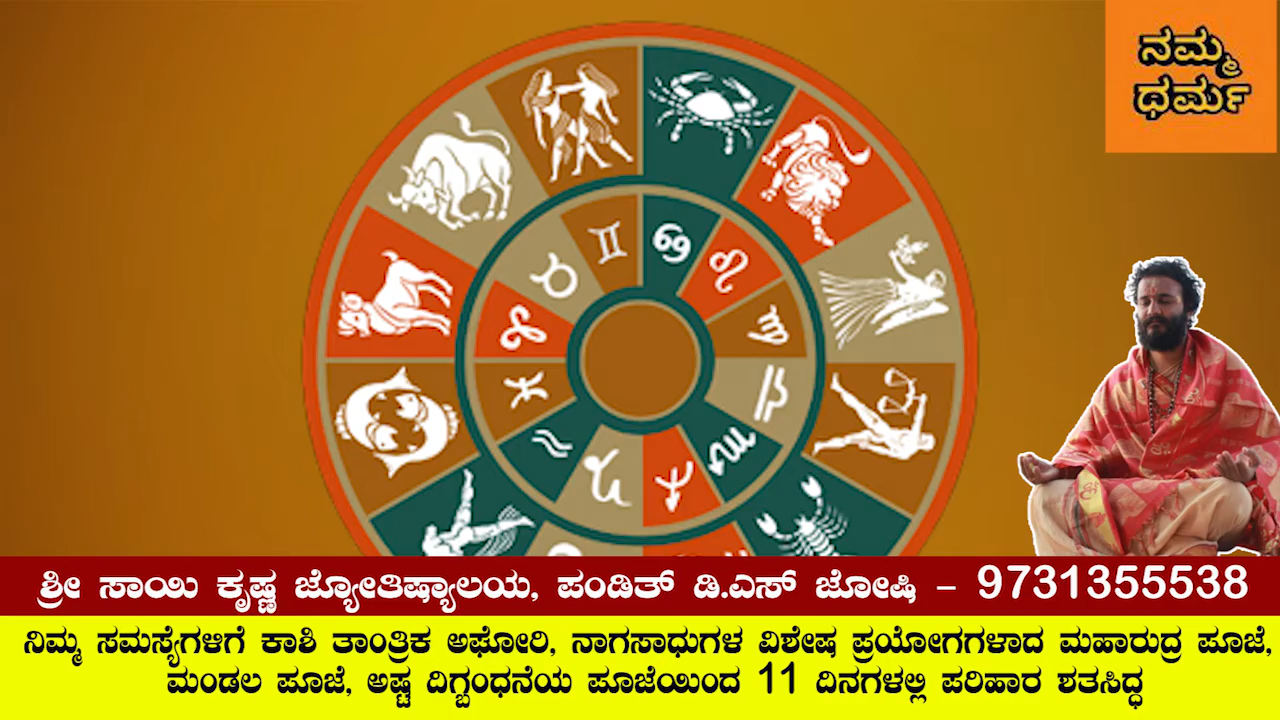 ನಮ್ಮ
ಧರ್ಮ
ಶ್ರೀ ಸಾಯಿ ಕೃಷ್ಣ ಜ್ಯೋತಿಷ್ಯಾಲಯ, ಪಂಡಿತ್ ಡಿ.ಎಸ್ ಜೋಷಿ – 9731355538
ನಿಮ್ಮ ಸಮಸ್ಯೆಗಳಿಗೆ ಕಾಶಿ ತಾಂತ್ರಿಕ ಅಘೋರಿ, ನಾಗಸಾಧುಗಳ ವಿಶೇಷ ಪ್ರಯೋಗಗಳಾದ ಮಹಾರುದ್ರ ಪೂಜೆ,
ಮಂಡಲ ಪೂಜೆ, ಅಷ್ಟ ದಿಗ್ಬಂಧನೆಯ ಪೂಜೆಯಿಂದ 11 ದಿನಗಳಲ್ಲಿ ಪರಿಹಾರ ಶತಸಿದ್ಧ